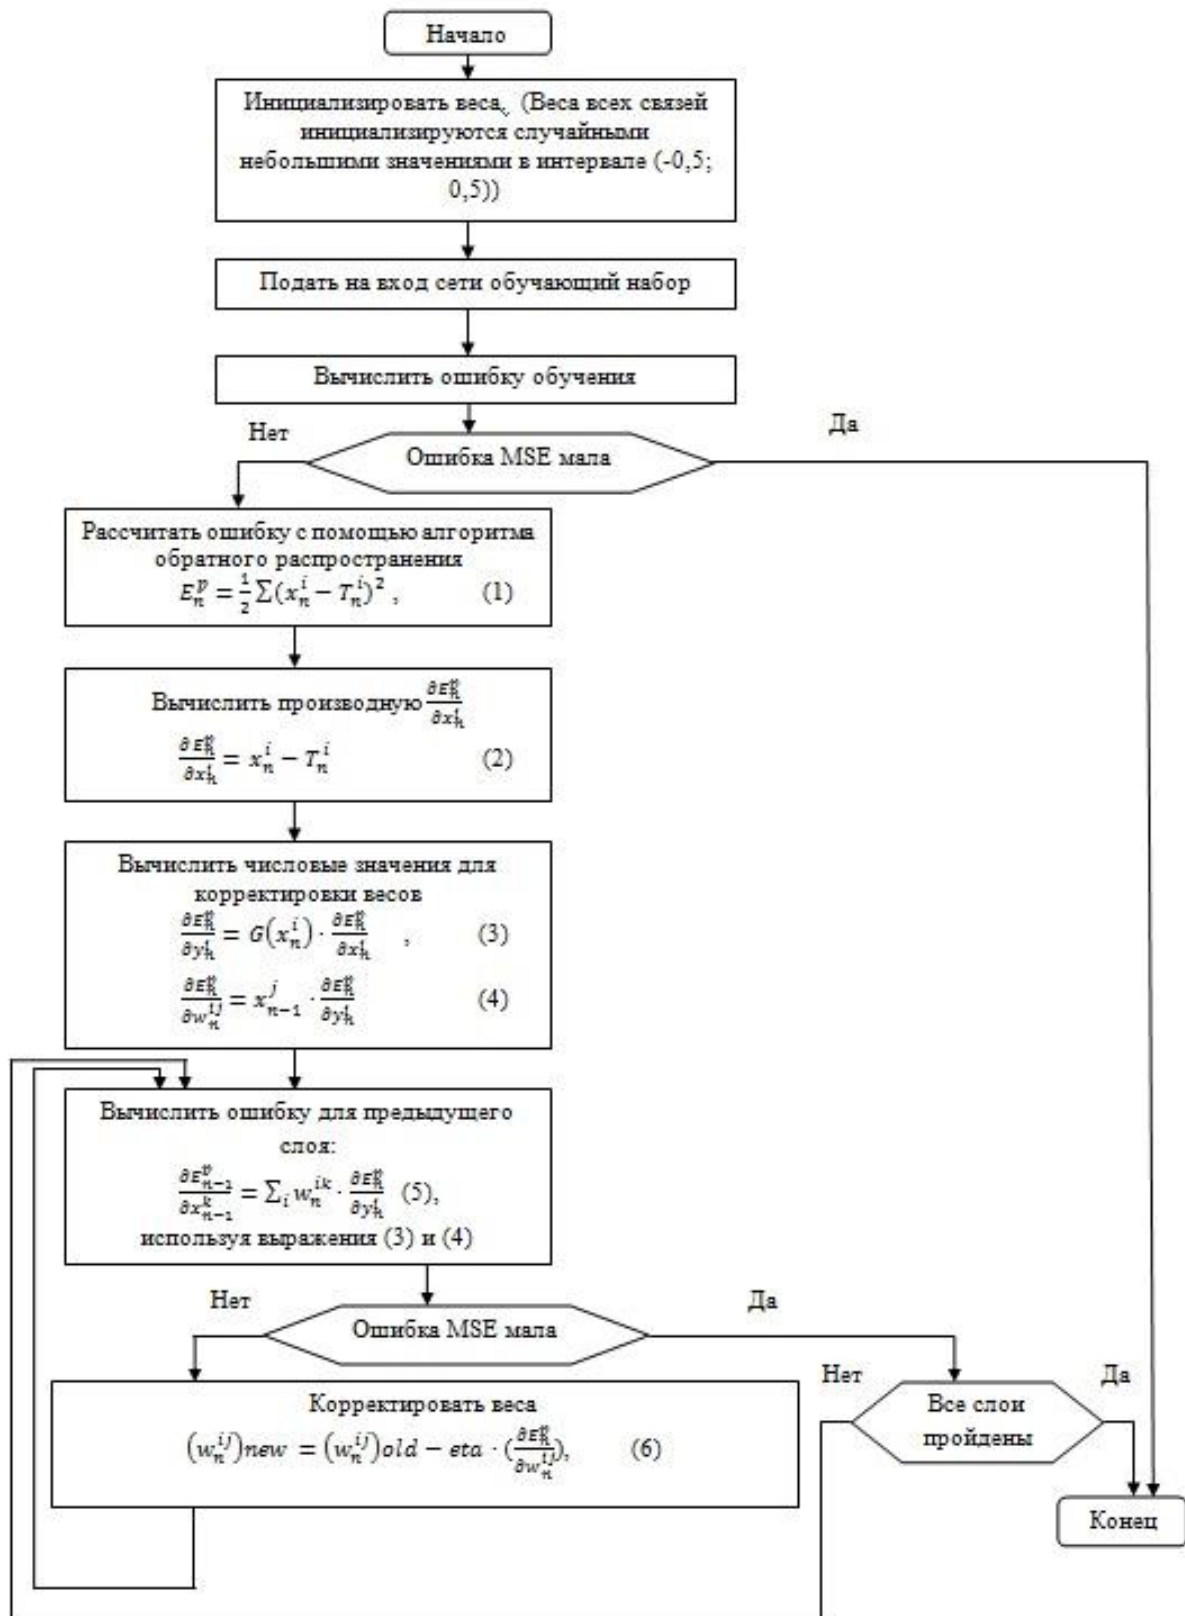 Начало
Инициализировать веса, (Веса всех связей
инициализируются случайными
небольшими значениями в интервале (-0,5;
0,5))
Подать на вход сети обучающий набор
Вычислить ошибку обучения
Нет
Да
Ошибка MSE мала
Рассчитать ошибку с помощью алгоритма
обратного распространения
E_n^p = 1/2 ∑(x_n^i − T_n^i)^2 , (1)
Вычислить производную ∂E_n^p/∂x_n^i
∂E_n^p/∂x_n^i = x_n^i − T_n^i (2)
Вычислить числовые значения для
корректировки весов
∂E_n^p/∂y_n^i = G(x_n^i) · ∂E_n^p/∂x_n^i , (3)
∂E_n^p/∂w_n^{ij} = x_{n−1}^j · ∂E_n^p/∂y_n^i (4)
Вычислить ошибку для предыдущего
слоя:
∂E_{n−1}^p/∂x_{n−1}^k = ∑_i w_n^{ik} · ∂E_n^p/∂y_n^i (5),
используя выражения (3) и (4)
Нет
Да
Ошибка MSE мала
Нет
Да
Корректировать веса
(w_n^{ij})new = (w_n^{ij})old − eta · (∂E_n^p/∂w_n^{ij}), (6)
Все слои
пройдены
Конец